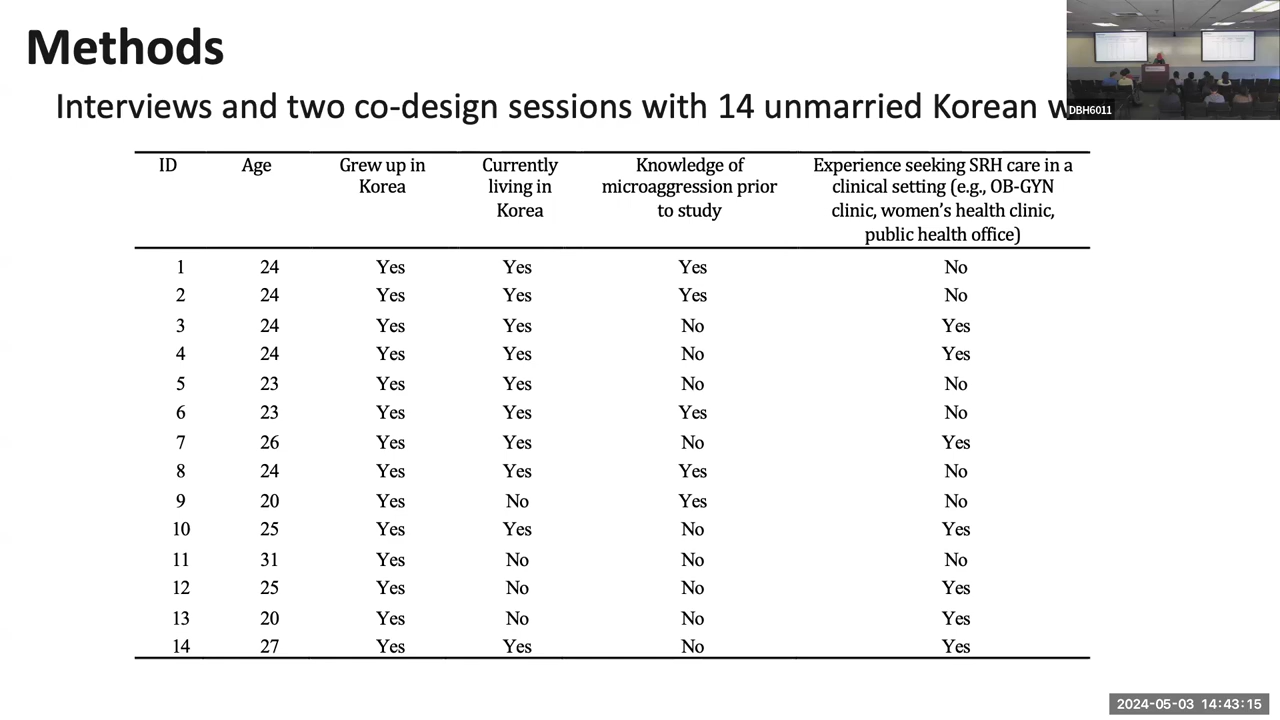 Methods
Interviews and two co-design sessions with 14 unmarried Korean
DBH6011
ID Age Grew up in Korea Currently living in Korea Knowledge of microaggression prior to study Experience seeking SRH care in a clinical setting (e.g., OB-GYN clinic, women's health clinic, public health office)
1 24 Yes Yes Yes No
2 24 Yes Yes Yes No
3 24 Yes Yes No Yes
4 24 Yes Yes No Yes
5 23 Yes Yes No No
6 23 Yes Yes Yes No
7 26 Yes Yes No Yes
8 24 Yes Yes Yes No
9 20 Yes No Yes No
10 25 Yes Yes No Yes
11 31 Yes No No No
12 25 Yes No No Yes
13 20 Yes No No Yes
14 27 Yes Yes No Yes
2024-05-03 14:43:15